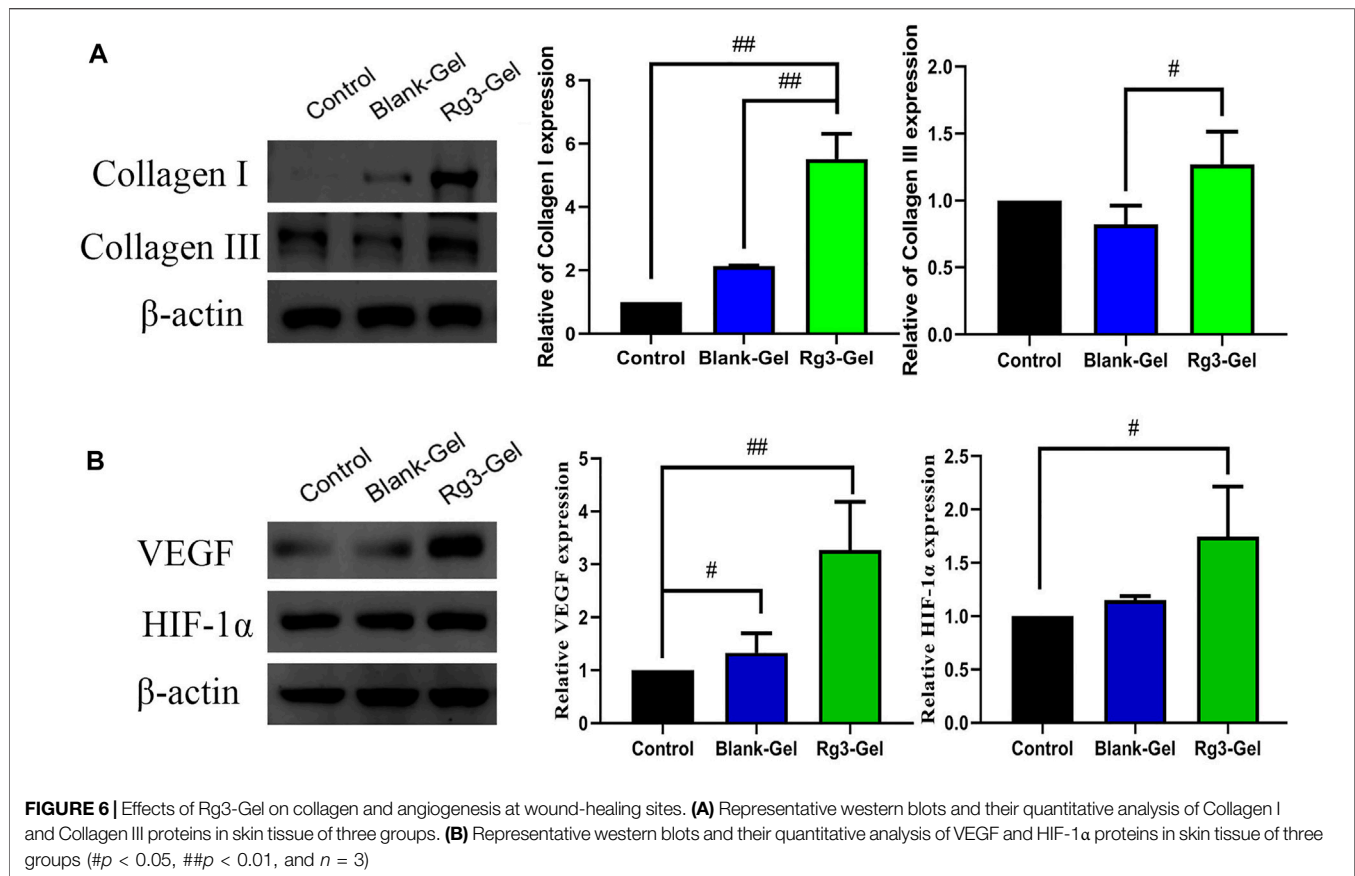 A
Control
Blank-Gel
Rg3-Gel
Collagen I
Collagen III
β-actin
Relative of Collagen I expression
8
6
4
2
0
##
##
Control Blank-Gel Rg3-Gel
Relative of Collagen III expression
2.0
1.5
1.0
0.5
0.0
#
Control Blank-Gel Rg3-Gel
B
Control
Blank-Gel
Rg3-Gel
VEGF
HIF-1α
β-actin
Relative VEGF expression
5
4
3
2
1
0
##
#
Control Blank-Gel Rg3-Gel
Relative HIF-1α expression
2.5
2.0
1.5
1.0
0.5
0.0
#
Control Blank-Gel Rg3-Gel
FIGURE 6 | Effects of Rg3-Gel on collagen and angiogenesis at wound-healing sites. (A) Representative western blots and their quantitative analysis of Collagen I
and Collagen III proteins in skin tissue of three groups. (B) Representative western blots and their quantitative analysis of VEGF and HIF-1α proteins in skin tissue of three
groups (#p < 0.05, ##p < 0.01, and n = 3)